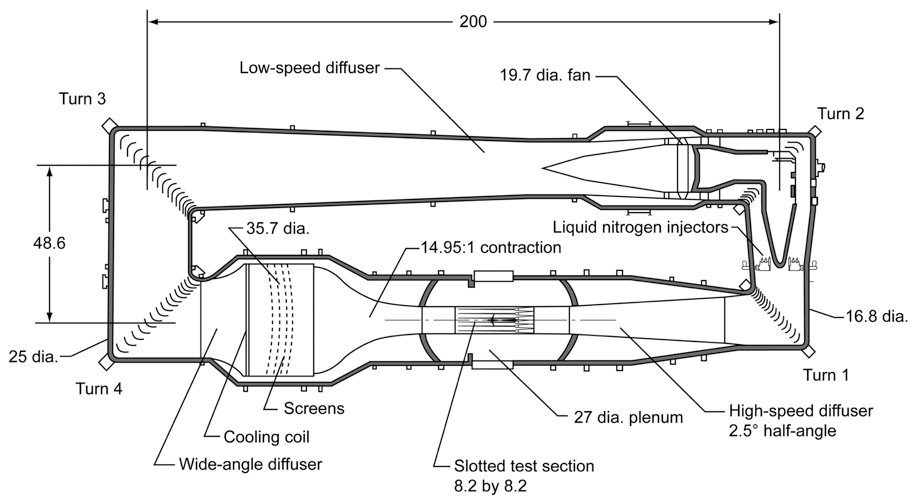 200
Low-speed diffuser
19.7 dia. fan
Turn 3
Turn 2
35.7 dia.
Liquid nitrogen injectors
48.6
14.95:1 contraction
16.8 dia.
25 dia.
Turn 4
Turn 1
Screens
27 dia. plenum
High-speed diffuser
2.5° half-angle
Cooling coil
Wide-angle diffuser
Slotted test section
8.2 by 8.2